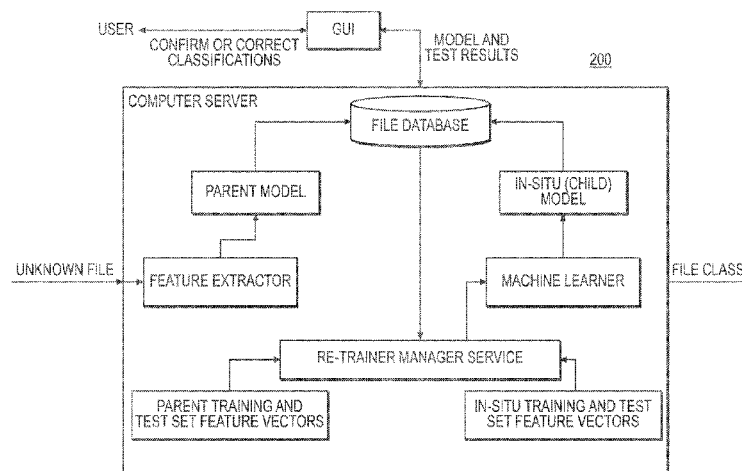 USER
GUI
CONFIRM OR CORRECT
CLASSIFICATIONS
MODEL AND
TEST RESULTS
200
COMPUTER SERVER
FILE DATABASE
PARENT MODEL
IN-SITU (CHILD)
MODEL
UNKNOWN FILE
FEATURE EXTRACTOR
MACHINE LEARNER
FILE CLASS
RE-TRAINER MANAGER SERVICE
PARENT TRAINING AND
TEST SET FEATURE VECTORS
IN-SITU TRAINING AND TEST
SET FEATURE VECTORS